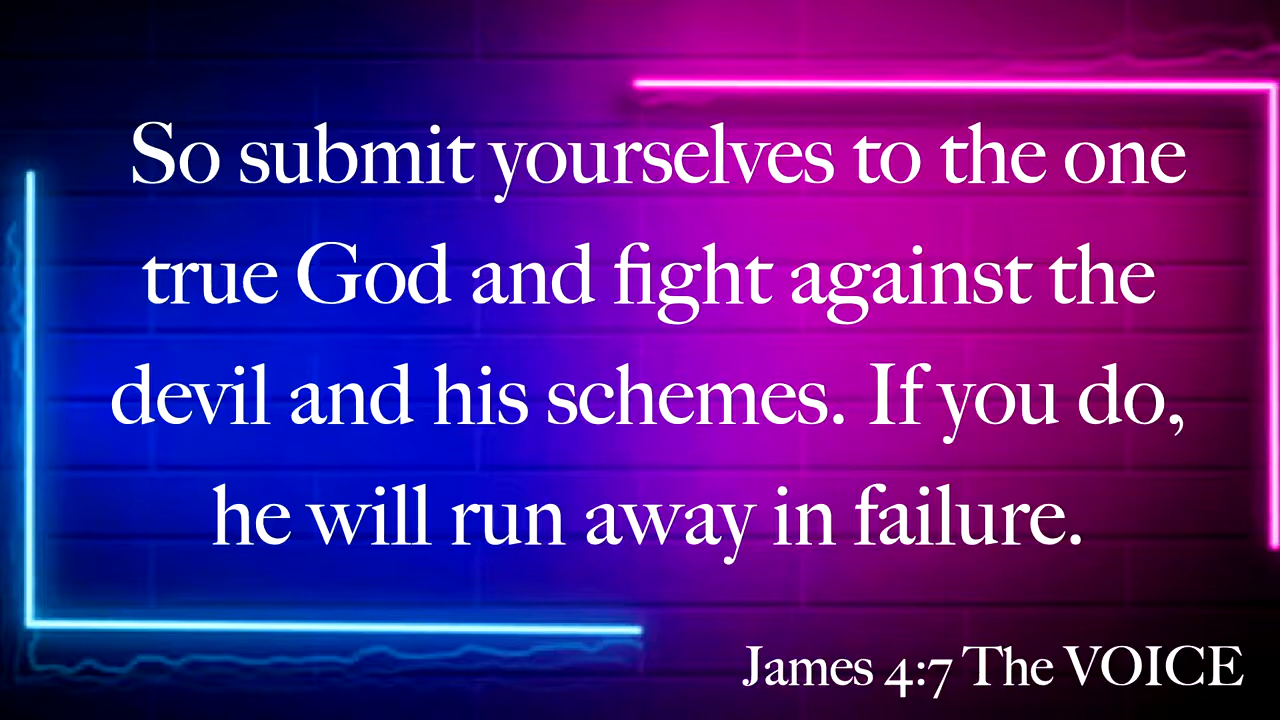 So submit yourselves to the one
true God and fight against the
devil and his schemes. If you do,
he will run away in failure.
James 4:7 The VOICE